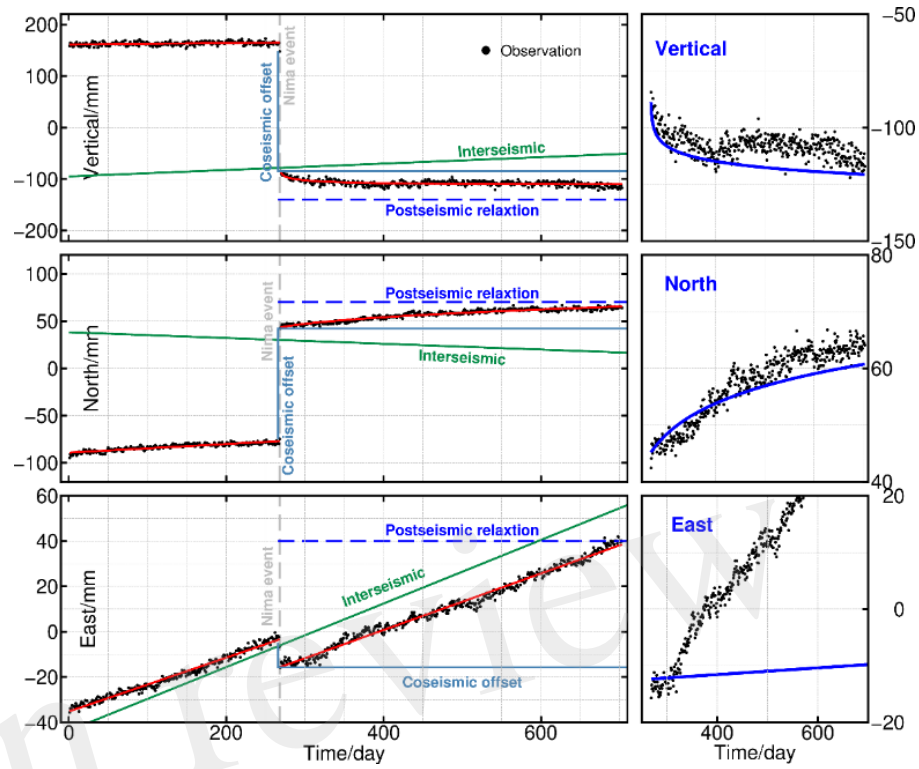 200
100
0
−100
−200
Vertical/mm
Coseismic offset
Nima event
Observation
Interseismic
Postseismic relaxtion
Vertical
−50
−100
−150
100
50
0
−50
−100
North/mm
Nima event
Coseismic offset
Postseismic relaxtion
Interseismic
North
80
60
40
60
40
20
0
−20
−40
East/mm
Nima event
Interseismic
Postseismic relaxtion
Coseismic offset
East
20
0
−20
0
200
400
600
Time/day
400
600
Time/day
n review